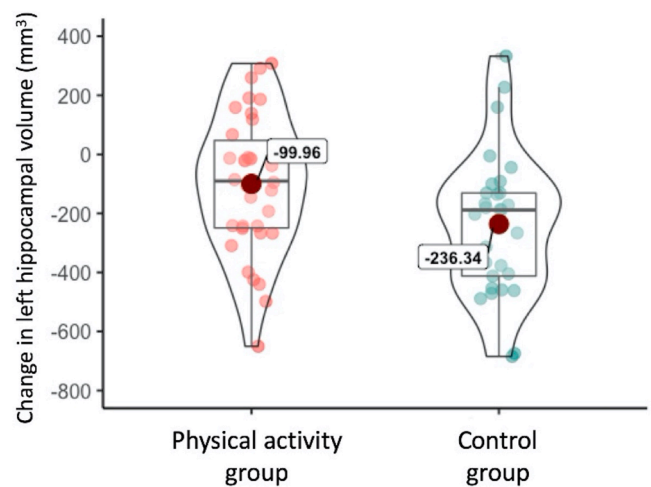 Change in left hippocampal volume (mm³)
400
200
0
-200
-400
-600
-800
-99.96
-236.34
Physical activity
group
Control
group